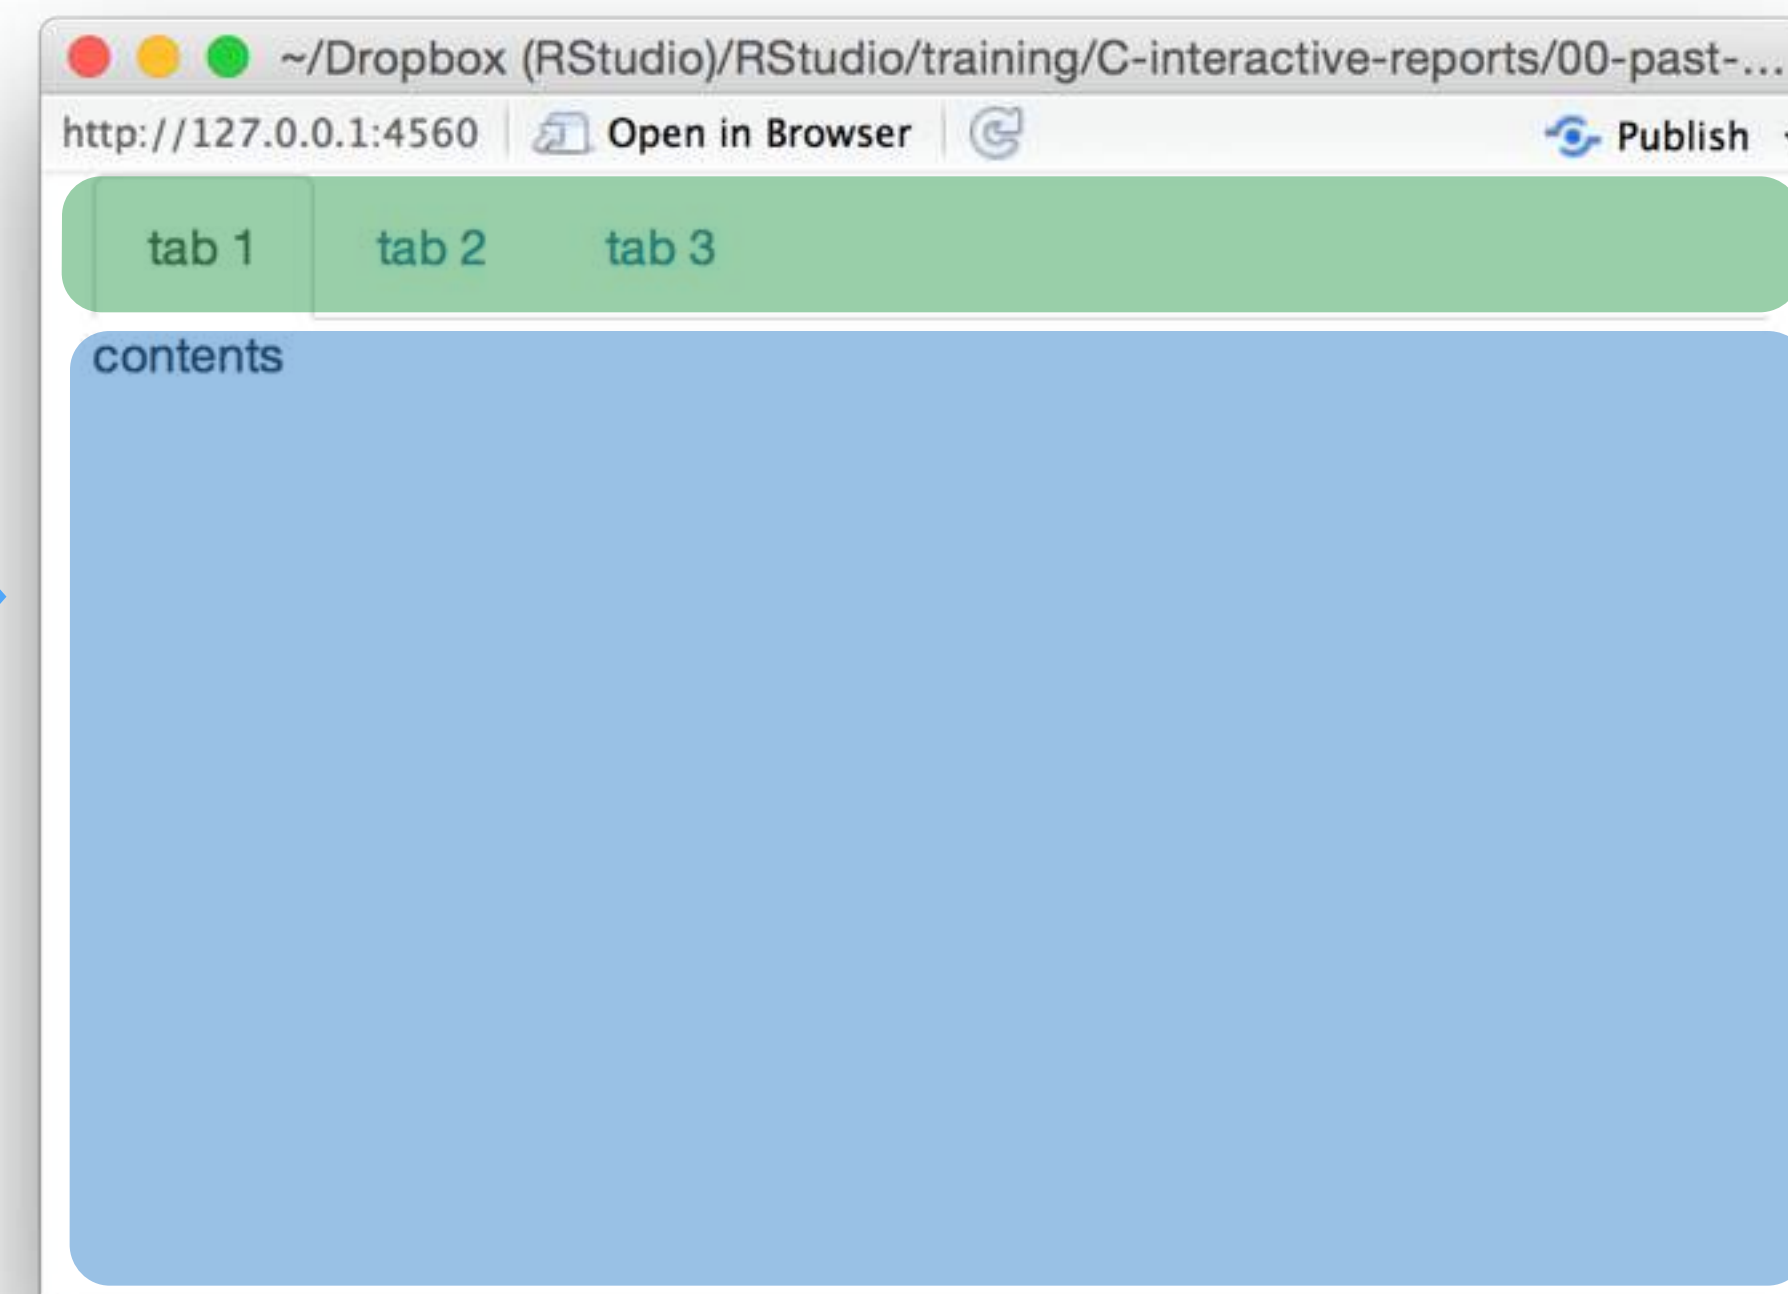 ~/Dropbox (RStudio)/RStudio/training/C-interactive-reports/00-past-...
http://127.0.0.1:4560 Open in Browser Publish
tab 1 tab 2 tab 3
contents